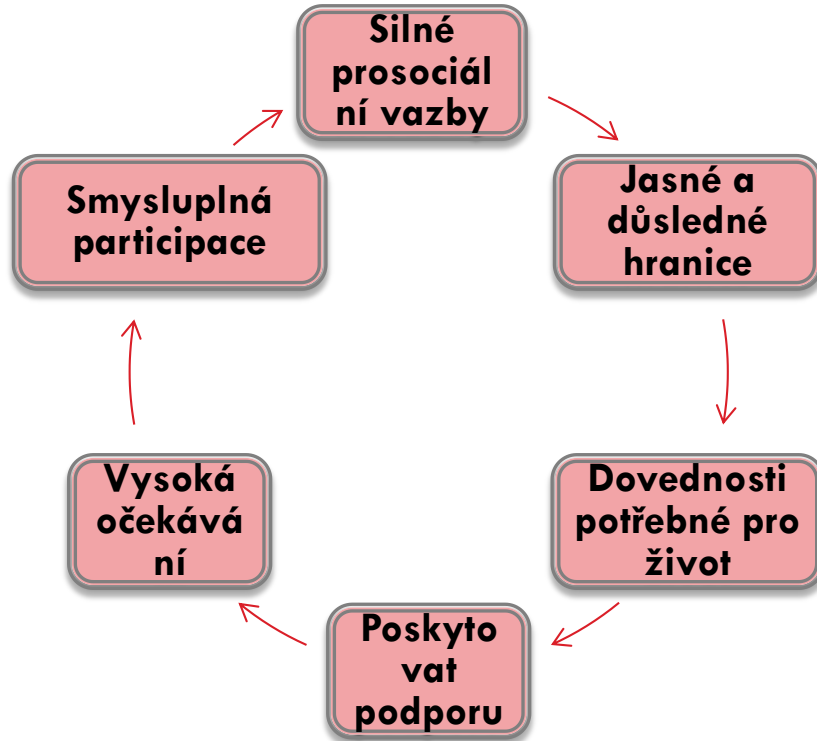 Silné
prosociál
ní vazby
Jasné a
důsledné
hranice
Dovednosti
potřebné pro
život
Poskyto
vat
podporu
Vysoká
očekává
ní
Smysluplná
participace